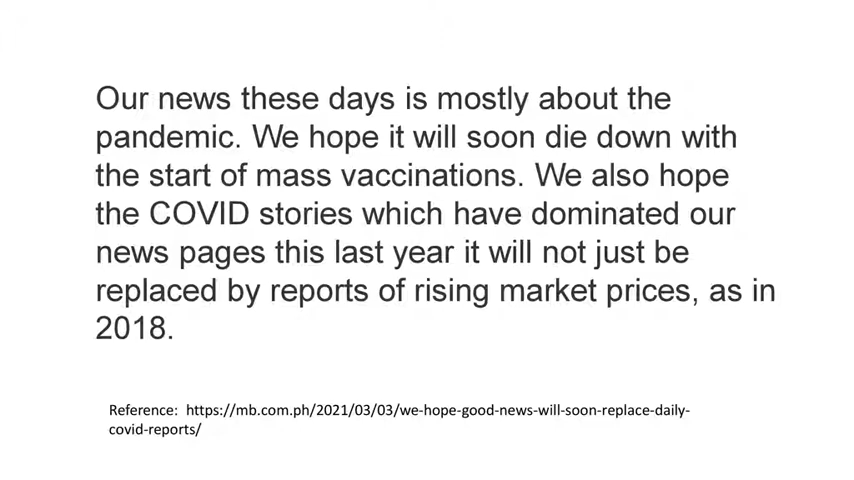 Our news these days is mostly about the
pandemic. We hope it will soon die down with
the start of mass vaccinations. We also hope
the COVID stories which have dominated our
news pages this last year it will not just be
replaced by reports of rising market prices, as in
2018.
Reference: https://mb.com.ph/2021/03/03/we-hope-good-news-will-soon-replace-daily-
covid-reports/